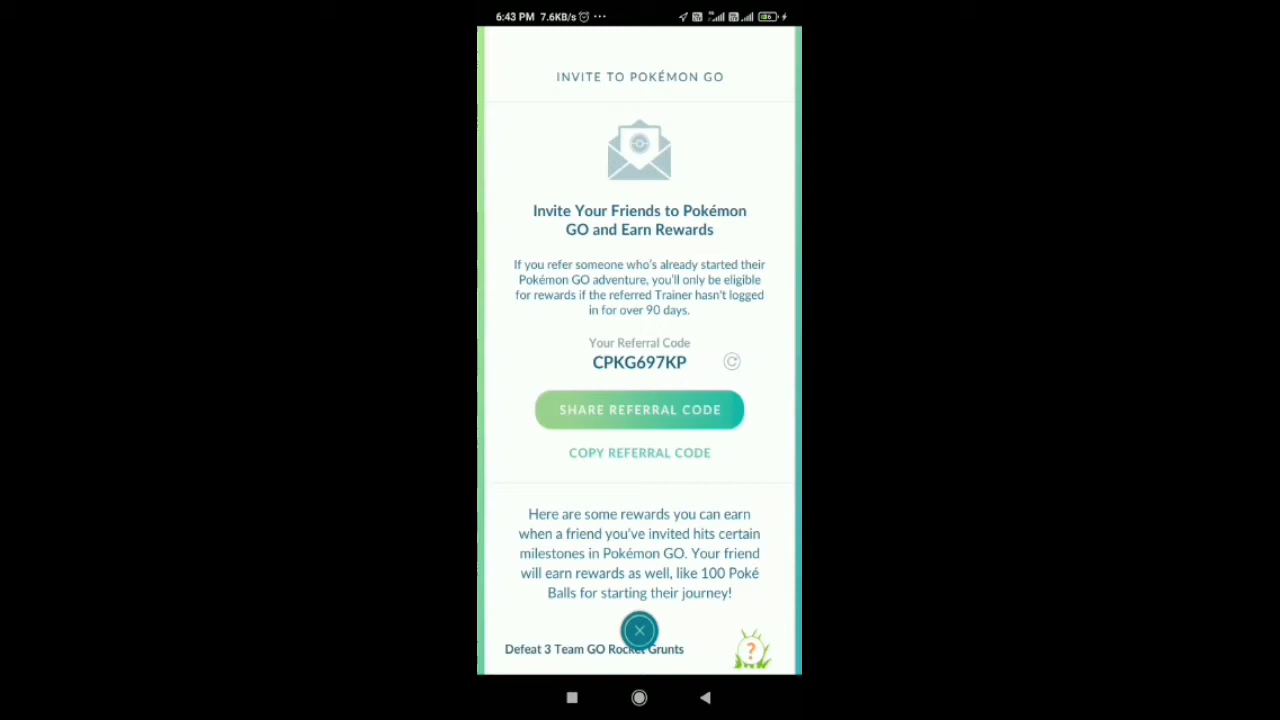 6:43 PM 7.6KB/s
INVITE TO POKÉMON GO
Invite Your Friends to Pokémon
GO and Earn Rewards
If you refer someone who's already started their
Pokémon GO adventure, you'll only be eligible
for rewards if the referred Trainer hasn't logged
in for over 90 days.
Your Referral Code
CPKG697KP
SHARE REFERRAL CODE
COPY REFERRAL CODE
Here are some rewards you can earn
when a friend you've invited hits certain
milestones in Pokémon GO. Your friend
will earn rewards as well, like 100 Poké
Balls for starting their journey!
Defeat 3 Team GO Rocket Grunts
?